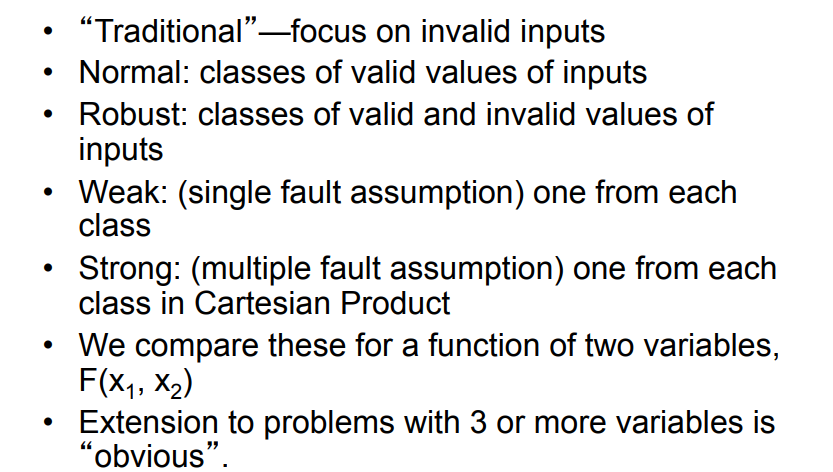 • “Traditional”—focus on invalid inputs
• Normal: classes of valid values of inputs
• Robust: classes of valid and invalid values of
inputs
• Weak: (single fault assumption) one from each
class
• Strong: (multiple fault assumption) one from each
class in Cartesian Product
• We compare these for a function of two variables,
F(x₁, x₂)
• Extension to problems with 3 or more variables is
“obvious”.